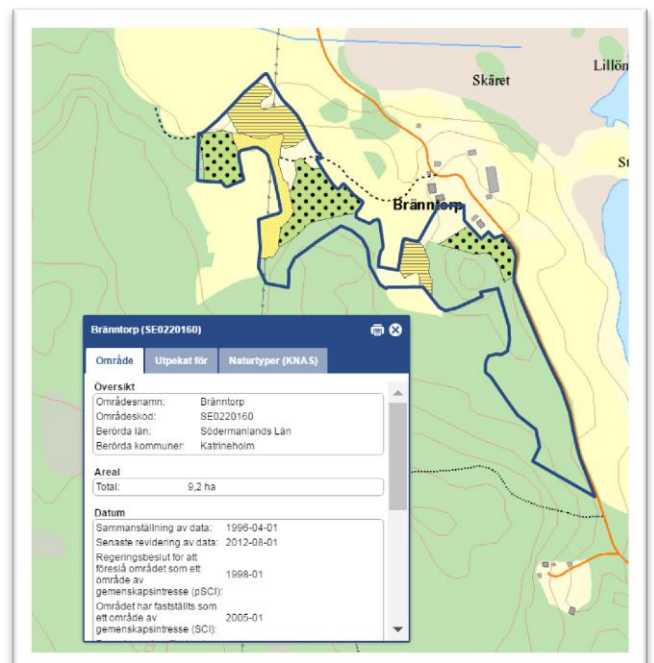 Skäret
Lillön
Bränntorp
Bränntorp (SE0220160)
Område Utpekat för Naturtyper (KNAS)
Översikt
Områdesnamn: Bränntorp
Områdeskod: SE0220160
Berörda län: Södermanlands Län
Berörda kommuner: Katrineholm
Areal
Total: 9,2 ha
Datum
Sammanställning av data: 1996-04-01
Senaste revidering av data: 2012-08-01
Regeringsbeslut för att
föreslå området som ett
område av 1998-01
gemenskapsintresse (pSCI):
Området har fastställts som
ett område av 2005-01
gemenskapsintresse (SCI):